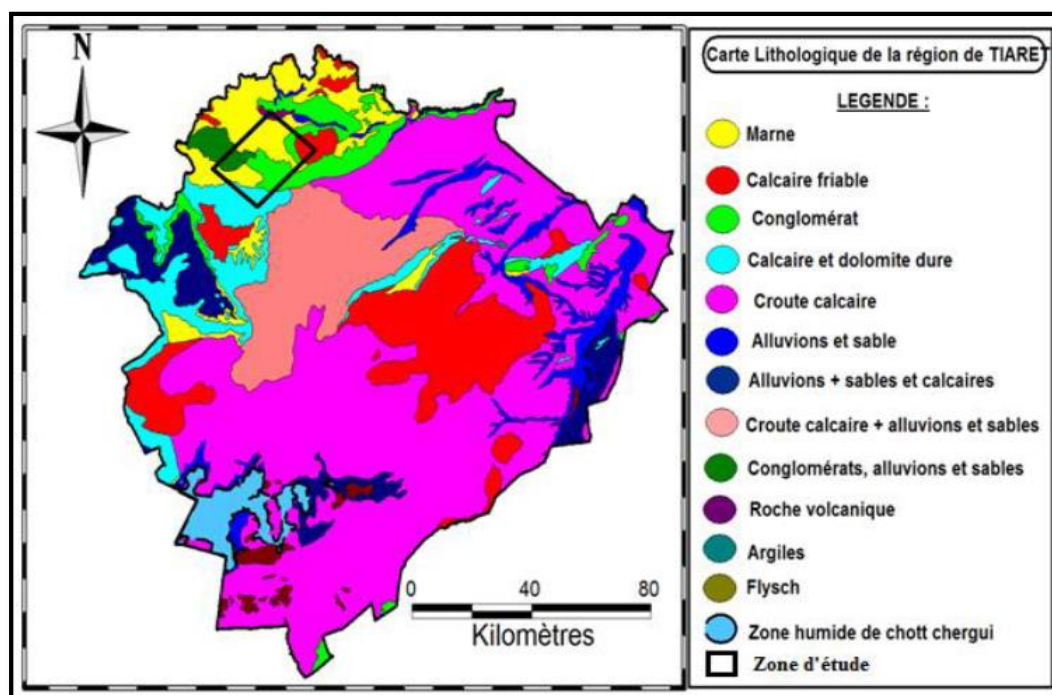 N
Carte Lithologique de la région de TIARET
LEGENDE :
Marne
Calcaire friable
Conglomérat
Calcaire et dolomite dure
Croute calcaire
Alluvions et sable
Alluvions + sables et calcaires
Croute calcaire + alluvions et sables
Conglomérats, alluvions et sables
Roche volcanique
Argiles
Flysch
Zone humide de chott chergui
Zone d'étude
0 40 80
Kilomètres